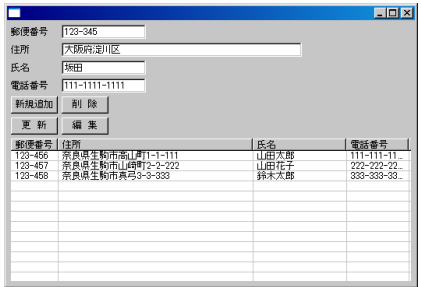 郵便番号 123-345
住所 大阪府淀川区
氏名 坂田
電話番号 111-1111-1111
新規追加 削 除
更 新 編 集
郵便番号 住所 氏名 電話番号
123-456 奈良県生駒市高山町1-1-111 山田太郎 111-111-11...
123-457 奈良県生駒市山崎町2-2-222 山田花子 222-222-22...
123-458 奈良県生駒市真弓3-3-333 鈴木太郎 333-333-33...